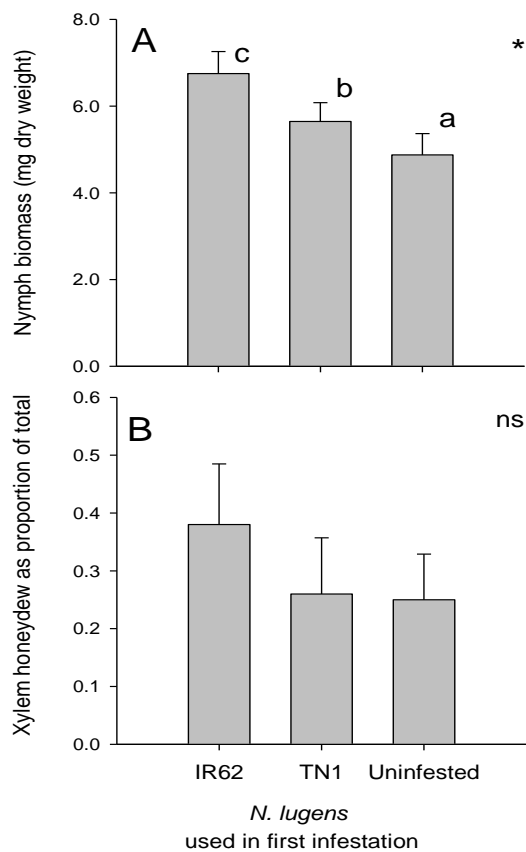 A
*
8.0
6.0
4.0
2.0
0.0
Nymph biomass (mg dry weight)
c
b
a
B
ns
0.6
0.5
0.4
0.3
0.2
0.1
0.0
Xylem honeydew as proportion of total
IR62 TN1 Uninfested
N. lugens
used in first infestation